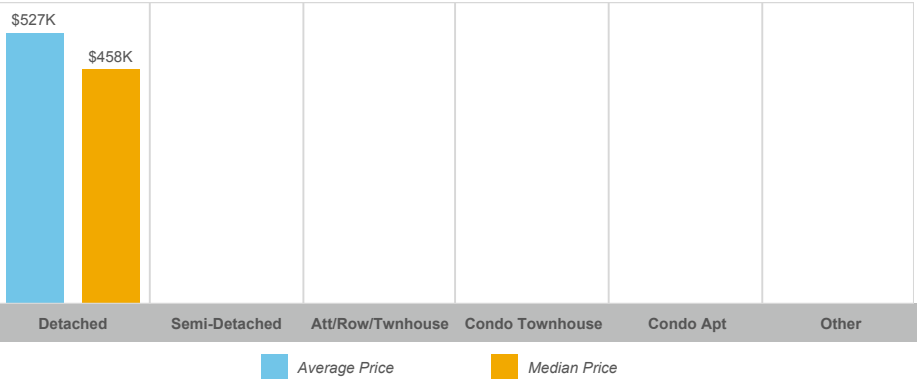 $527K
$458K
Detached Semi-Detached Att/Row/Twnhouse Condo Townhouse Condo Apt Other
Average Price Median Price